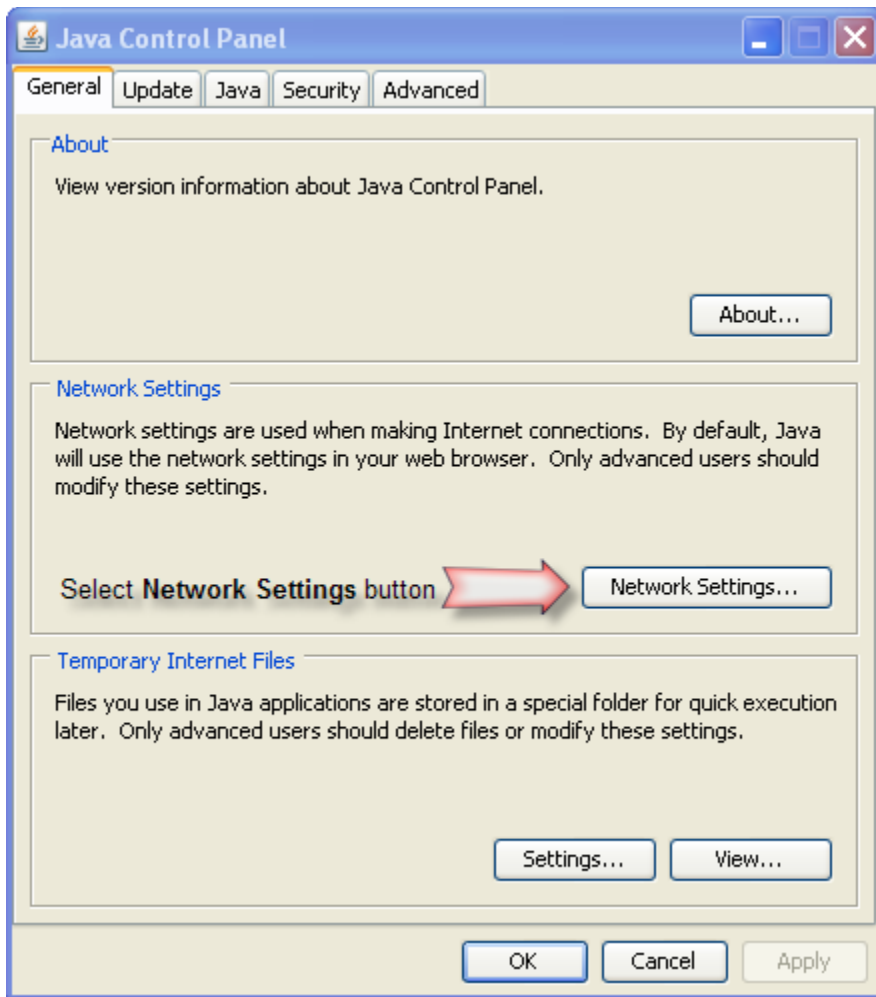 Java Control Panel
General
Update
Java
Security
Advanced
About
View version information about Java Control Panel.
About...
Network Settings
Network settings are used when making Internet connections.  By default, Java
will use the network settings in your web browser.  Only advanced users should
modify these settings.
Select Network Settings button
Network Settings...
Temporary Internet Files
Files you use in Java applications are stored in a special folder for quick execution
later.  Only advanced users should delete files or modify these settings.
Settings...
View...
OK
Cancel
Apply